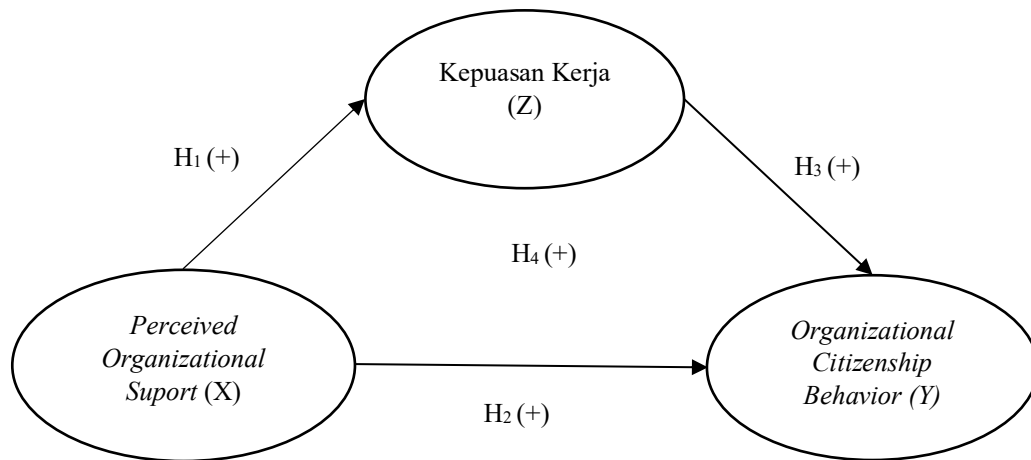 Kepuasan Kerja
(Z)
H1 (+)
H3 (+)
H4 (+)
Perceived
Organizational
Suport (X)
Organizational
Citizenship
Behavior (Y)
H2 (+)